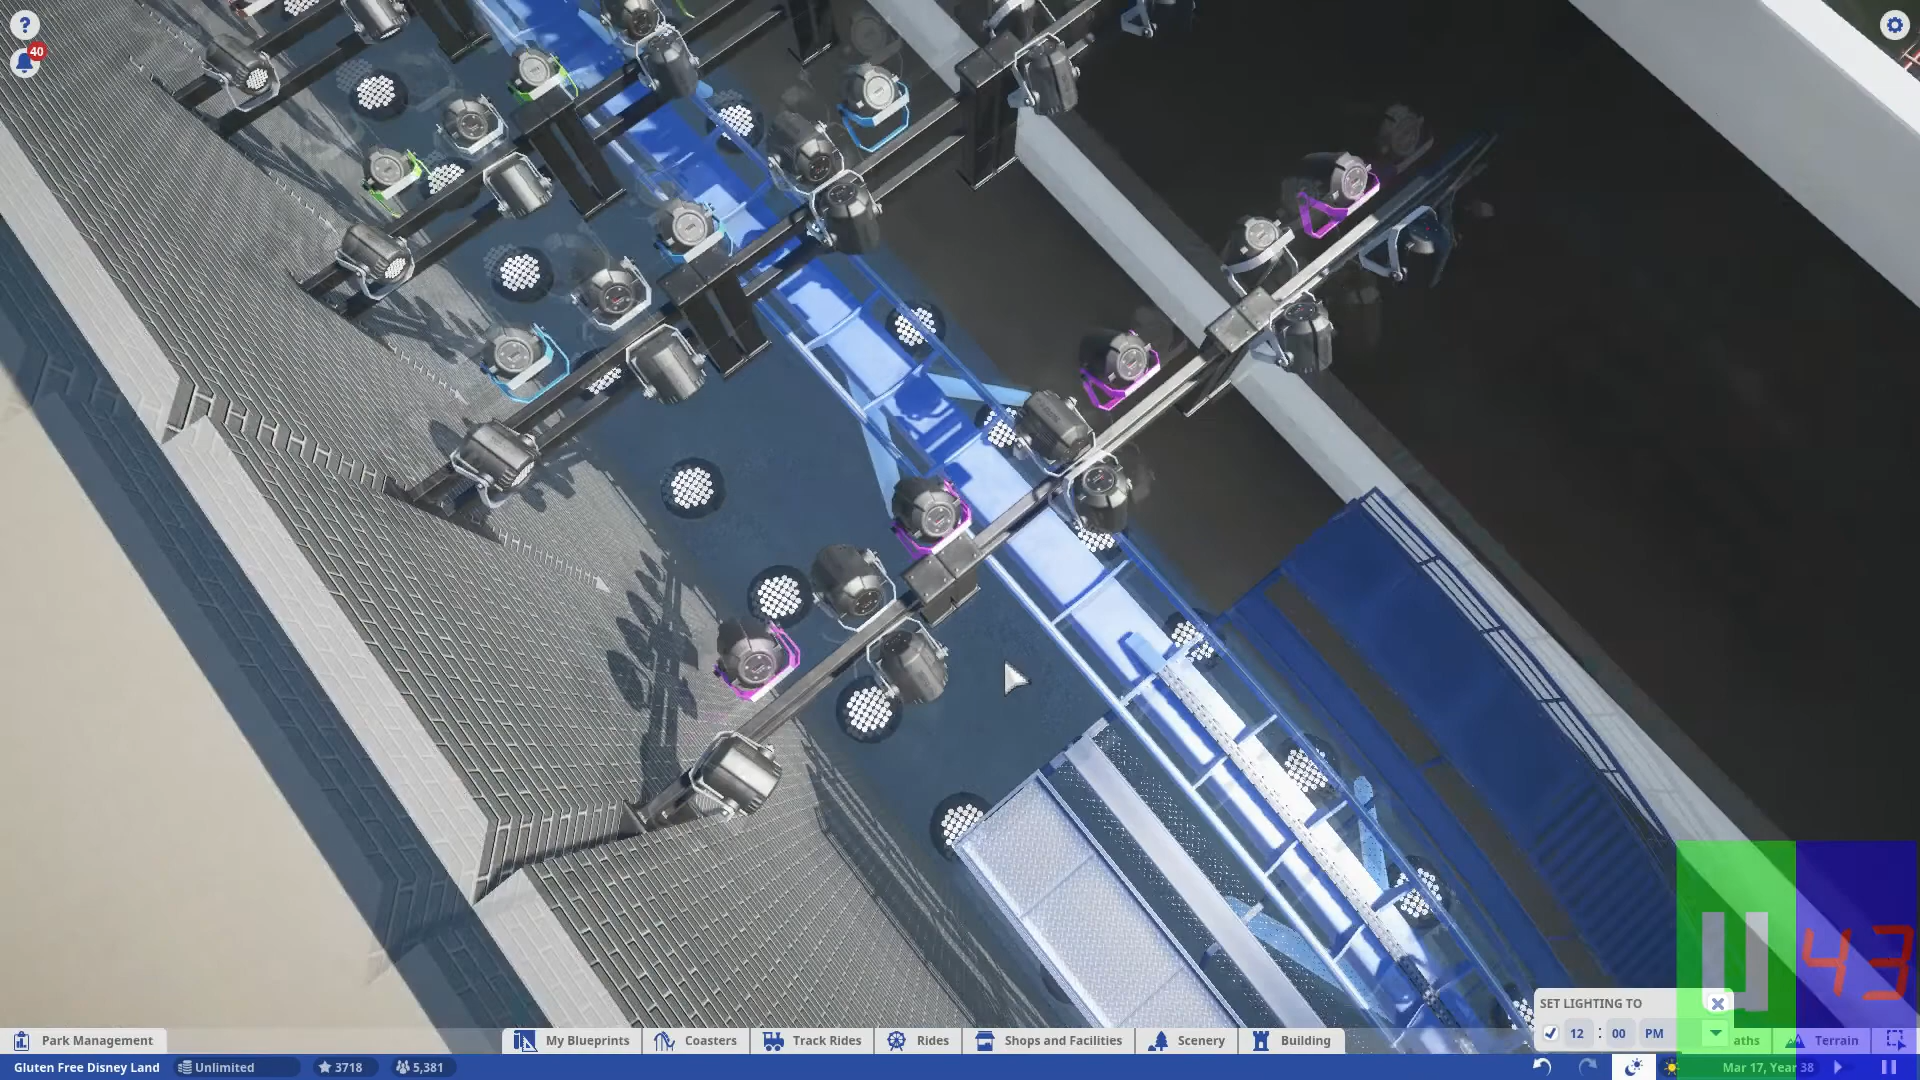 ?
40
SET LIGHTING TO
12 : 00 PM
U 43
Park Management
My Blueprints
Coasters
Track Rides
Rides
Shops and Facilities
Scenery
Building
aths
Terrain
Gluten Free Disney Land
Unlimited
3718
5,381
Mar 17, Year 38